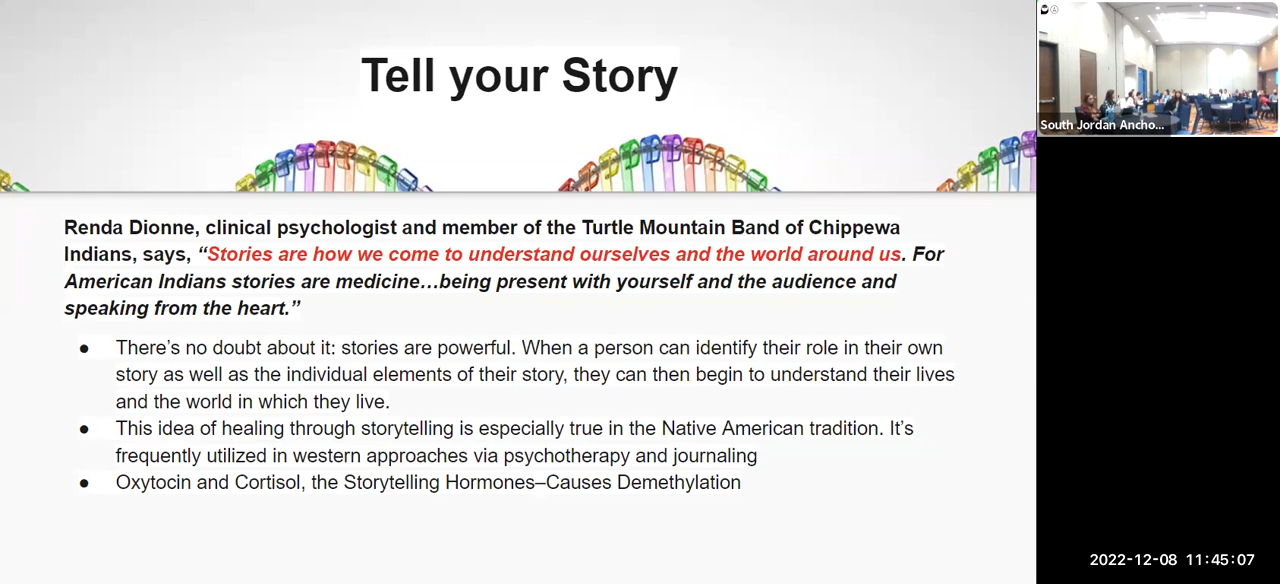 Tell your Story
Renda Dionne, clinical psychologist and member of the Turtle Mountain Band of Chippewa
Indians, says, “Stories are how we come to understand ourselves and the world around us. For
American Indians stories are medicine…being present with yourself and the audience and
speaking from the heart.”
● There’s no doubt about it: stories are powerful. When a person can identify their role in their own
story as well as the individual elements of their story, they can then begin to understand their lives
and the world in which they live.
● This idea of healing through storytelling is especially true in the Native American tradition. It’s
frequently utilized in western approaches via psychotherapy and journaling
● Oxytocin and Cortisol, the Storytelling Hormones–Causes Demethylation
South Jordan Ancho...
2022-12-08 11:45:07